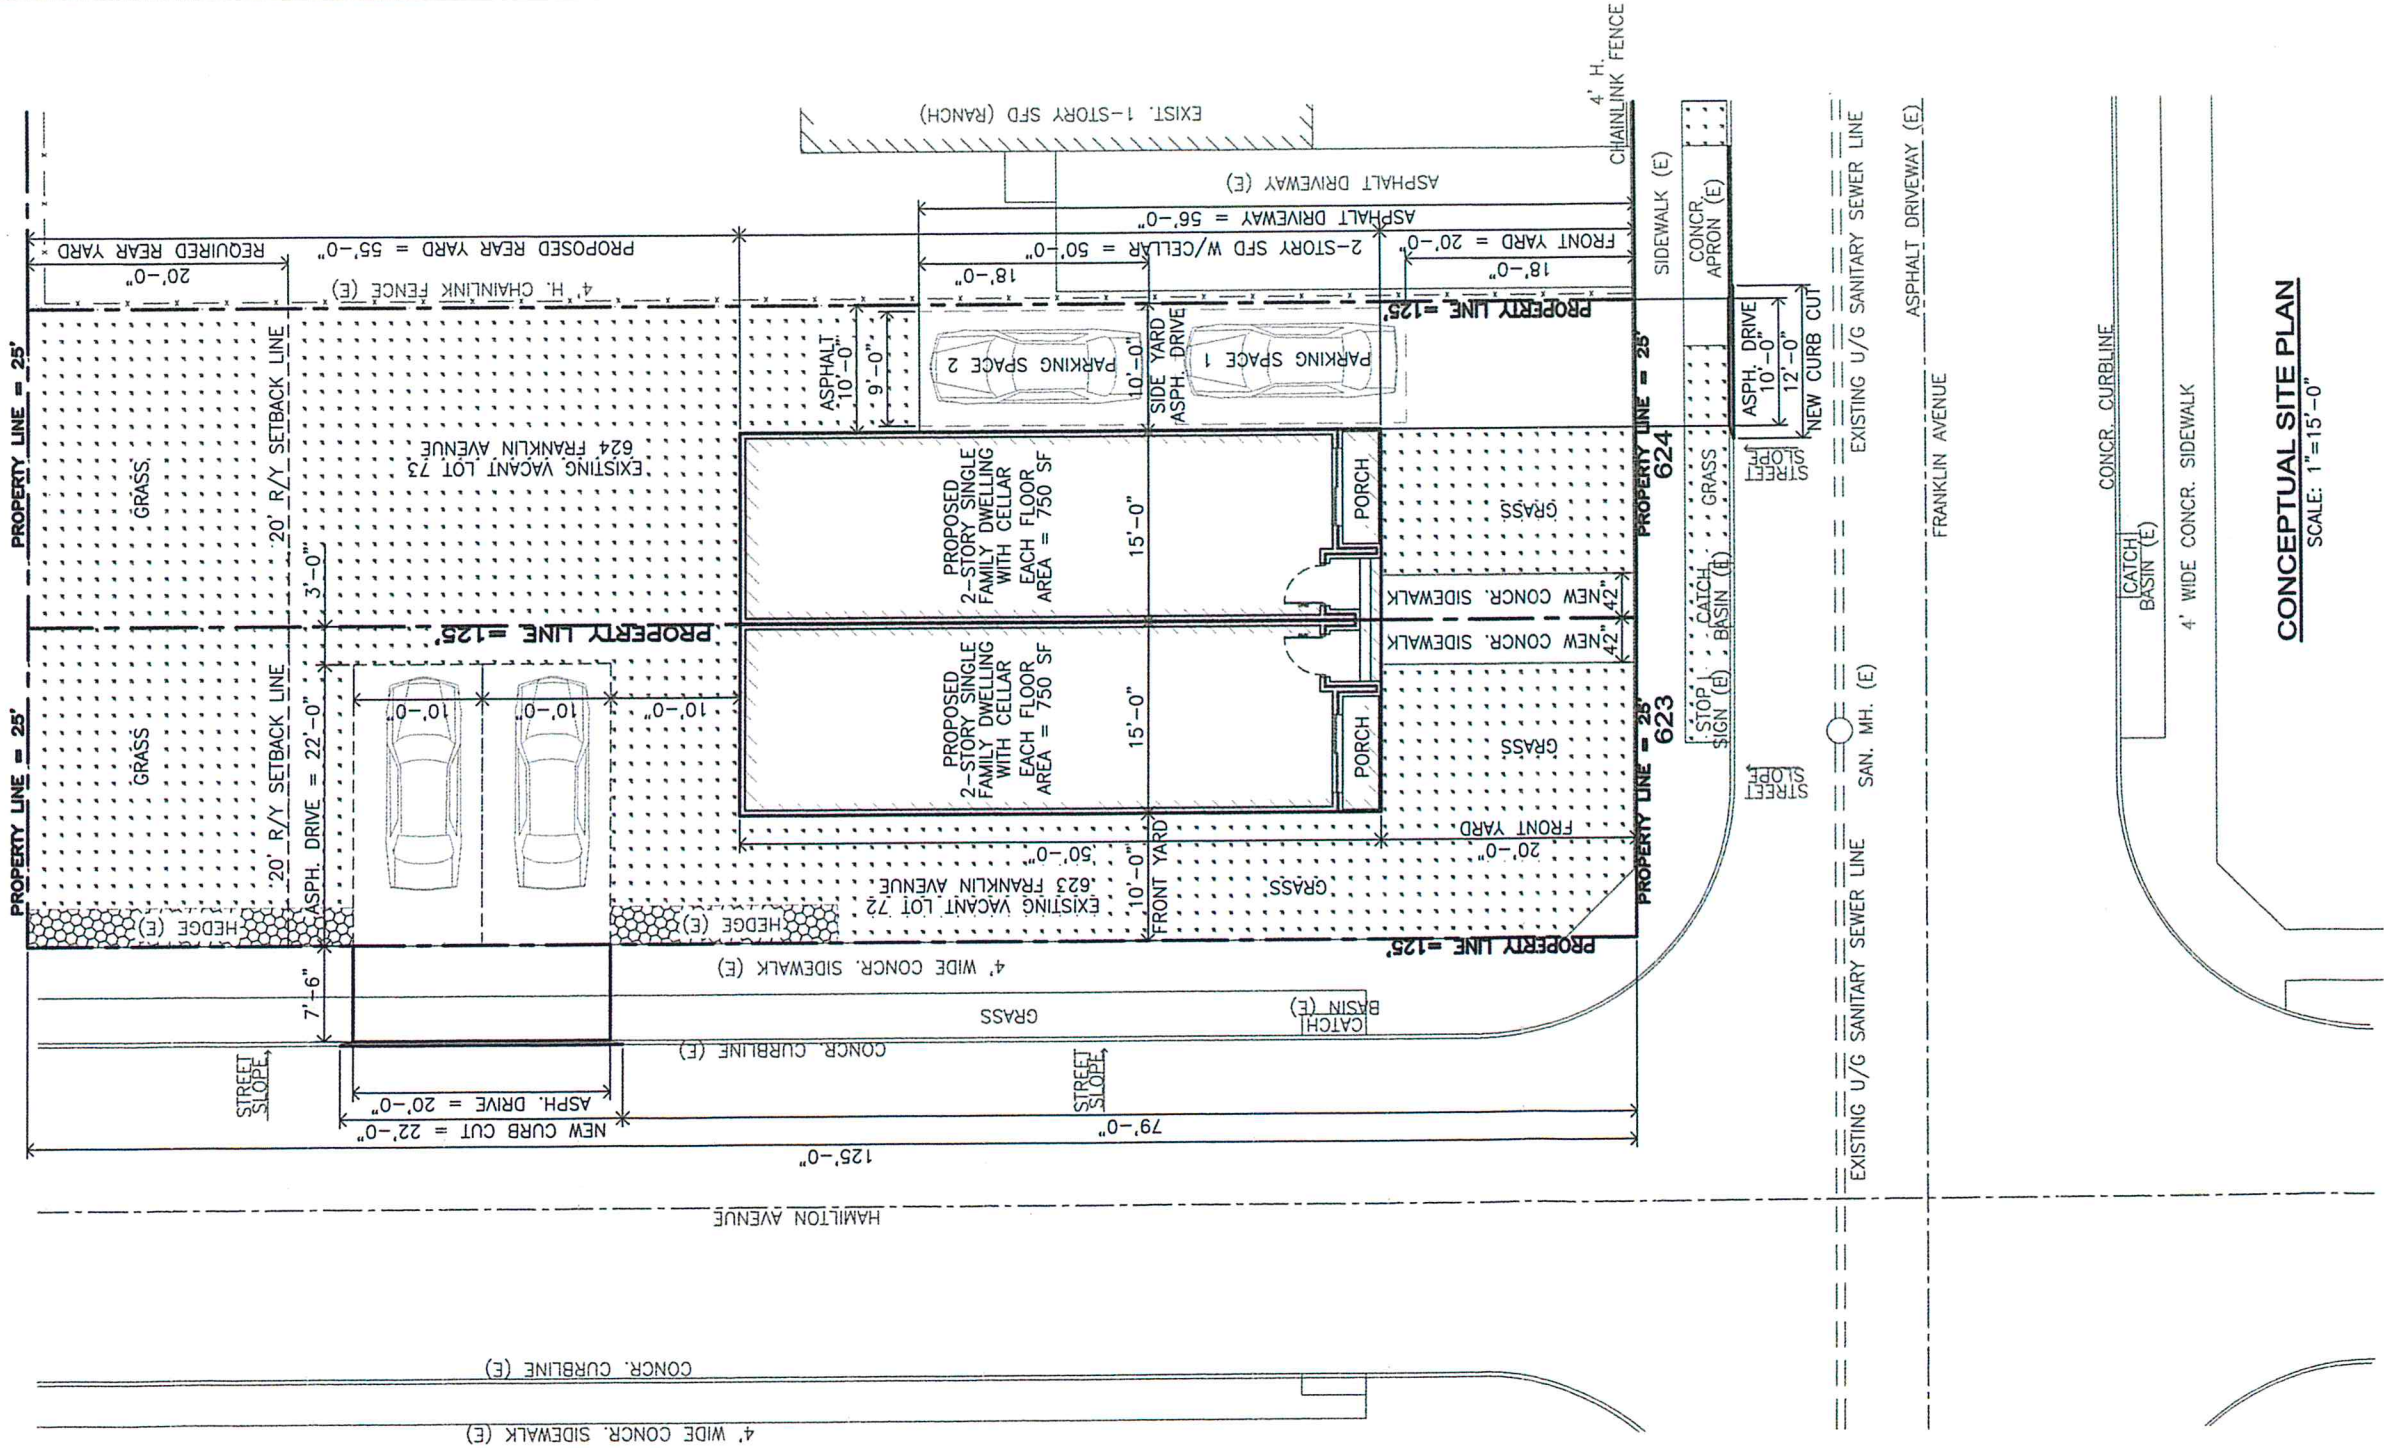 PROPERTY LINE = 25'
PROPERTY LINE = 25'
REQUIRED REAR YARD
20'-0"
PROPOSED REAR YARD = 55'-0"
4' H. CHAINLINK FENCE (E)
GRASS
20' R/Y SETBACK LINE
EXISTING VACANT LOT 73
624 FRANKLIN AVENUE
3'-0"
PROPERTY LINE =125'
GRASS
20' R/Y SETBACK LINE
ASPH. DRIVE = 22'-0"
10'-0"
10'-0"
10'-0"
HEDGE (E)
HEDGE (E)
7'-6"
EXIST. 1-STORY SFD (RANCH)
ASPHALT DRIVEWAY (E)
ASPHALT DRIVEWAY = 56'-0"
2-STORY SFD W/CELLAR = 50'-0"
FRONT YARD = 20'-0"
18'-0"
18'-0"
PROPERTY LINE =125'
ASPHALT
10'-0"
9'-0"
PARKING SPACE 2
10'-0"
SIDE YARD
ASPH. DRIVE
PARKING SPACE 1
PROPOSED
2-STORY SINGLE
FAMILY DWELLING
WITH CELLAR
EACH FLOOR
AREA = 750 SF
15'-0"
PORCH
GRASS
NEW CONCR. SIDEWALK
42"
NEW CONCR. SIDEWALK
42"
PROPOSED
2-STORY SINGLE
FAMILY DWELLING
WITH CELLAR
EACH FLOOR
AREA = 750 SF
15'-0"
PORCH
GRASS
FRONT YARD
20'-0"
50'-0"
EXISTING VACANT LOT 72
623 FRANKLIN AVENUE
10'-0"
FRONT YARD
GRASS
PROPERTY LINE =125'
4' WIDE CONCR. SIDEWALK (E)
GRASS
CATCH
BASIN (E)
CONCR. CURBLINE (E)
STREET
SLOPE
STREET
SLOPE
ASPH. DRIVE = 20'-0"
NEW CURB CUT = 22'-0"
79'-0"
125'-0"
HAMILTON AVENUE
CONCR. CURBLINE (E)
4' WIDE CONCR. SIDEWALK (E)
4' H.
CHAINLINK FENCE
SIDEWALK (E)
CONCR.
APRON (E)
PROPERTY LINE = 25'
624
PROPERTY LINE = 25'
623
ASPH. DRIVE
10'-0"
12'-0"
NEW CURB CUT
GRASS
CATCH
BASIN (E)
STOP
SIGN (E)
STREET
SLOPE
STREET
SLOPE
EXISTING U/G SANITARY SEWER LINE
SAN. MH. (E)
EXISTING U/G SANITARY SEWER LINE
ASPHALT DRIVEWAY (E)
FRANKLIN AVENUE
CONCR. CURBLINE
CATCH
BASIN (E)
4' WIDE CONCR. SIDEWALK
CONCEPTUAL SITE PLAN
SCALE: 1"=15'-0"